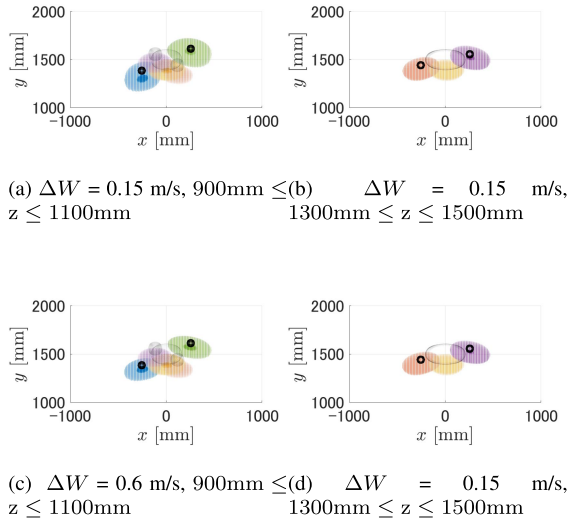 2000
2000
1500
1500
y [mm]
y [mm]
1000
1000
−1000
0
1000
−1000
0
1000
x [mm]
x [mm]
(a) ΔW = 0.15 m/s, 900mm ≤
z ≤ 1100mm
(b) ΔW = 0.15 m/s,
1300mm ≤ z ≤ 1500mm
2000
2000
1500
1500
y [mm]
y [mm]
1000
1000
−1000
0
1000
−1000
0
1000
x [mm]
x [mm]
(c) ΔW = 0.6 m/s, 900mm ≤
z ≤ 1100mm
(d) ΔW = 0.15 m/s,
1300mm ≤ z ≤ 1500mm